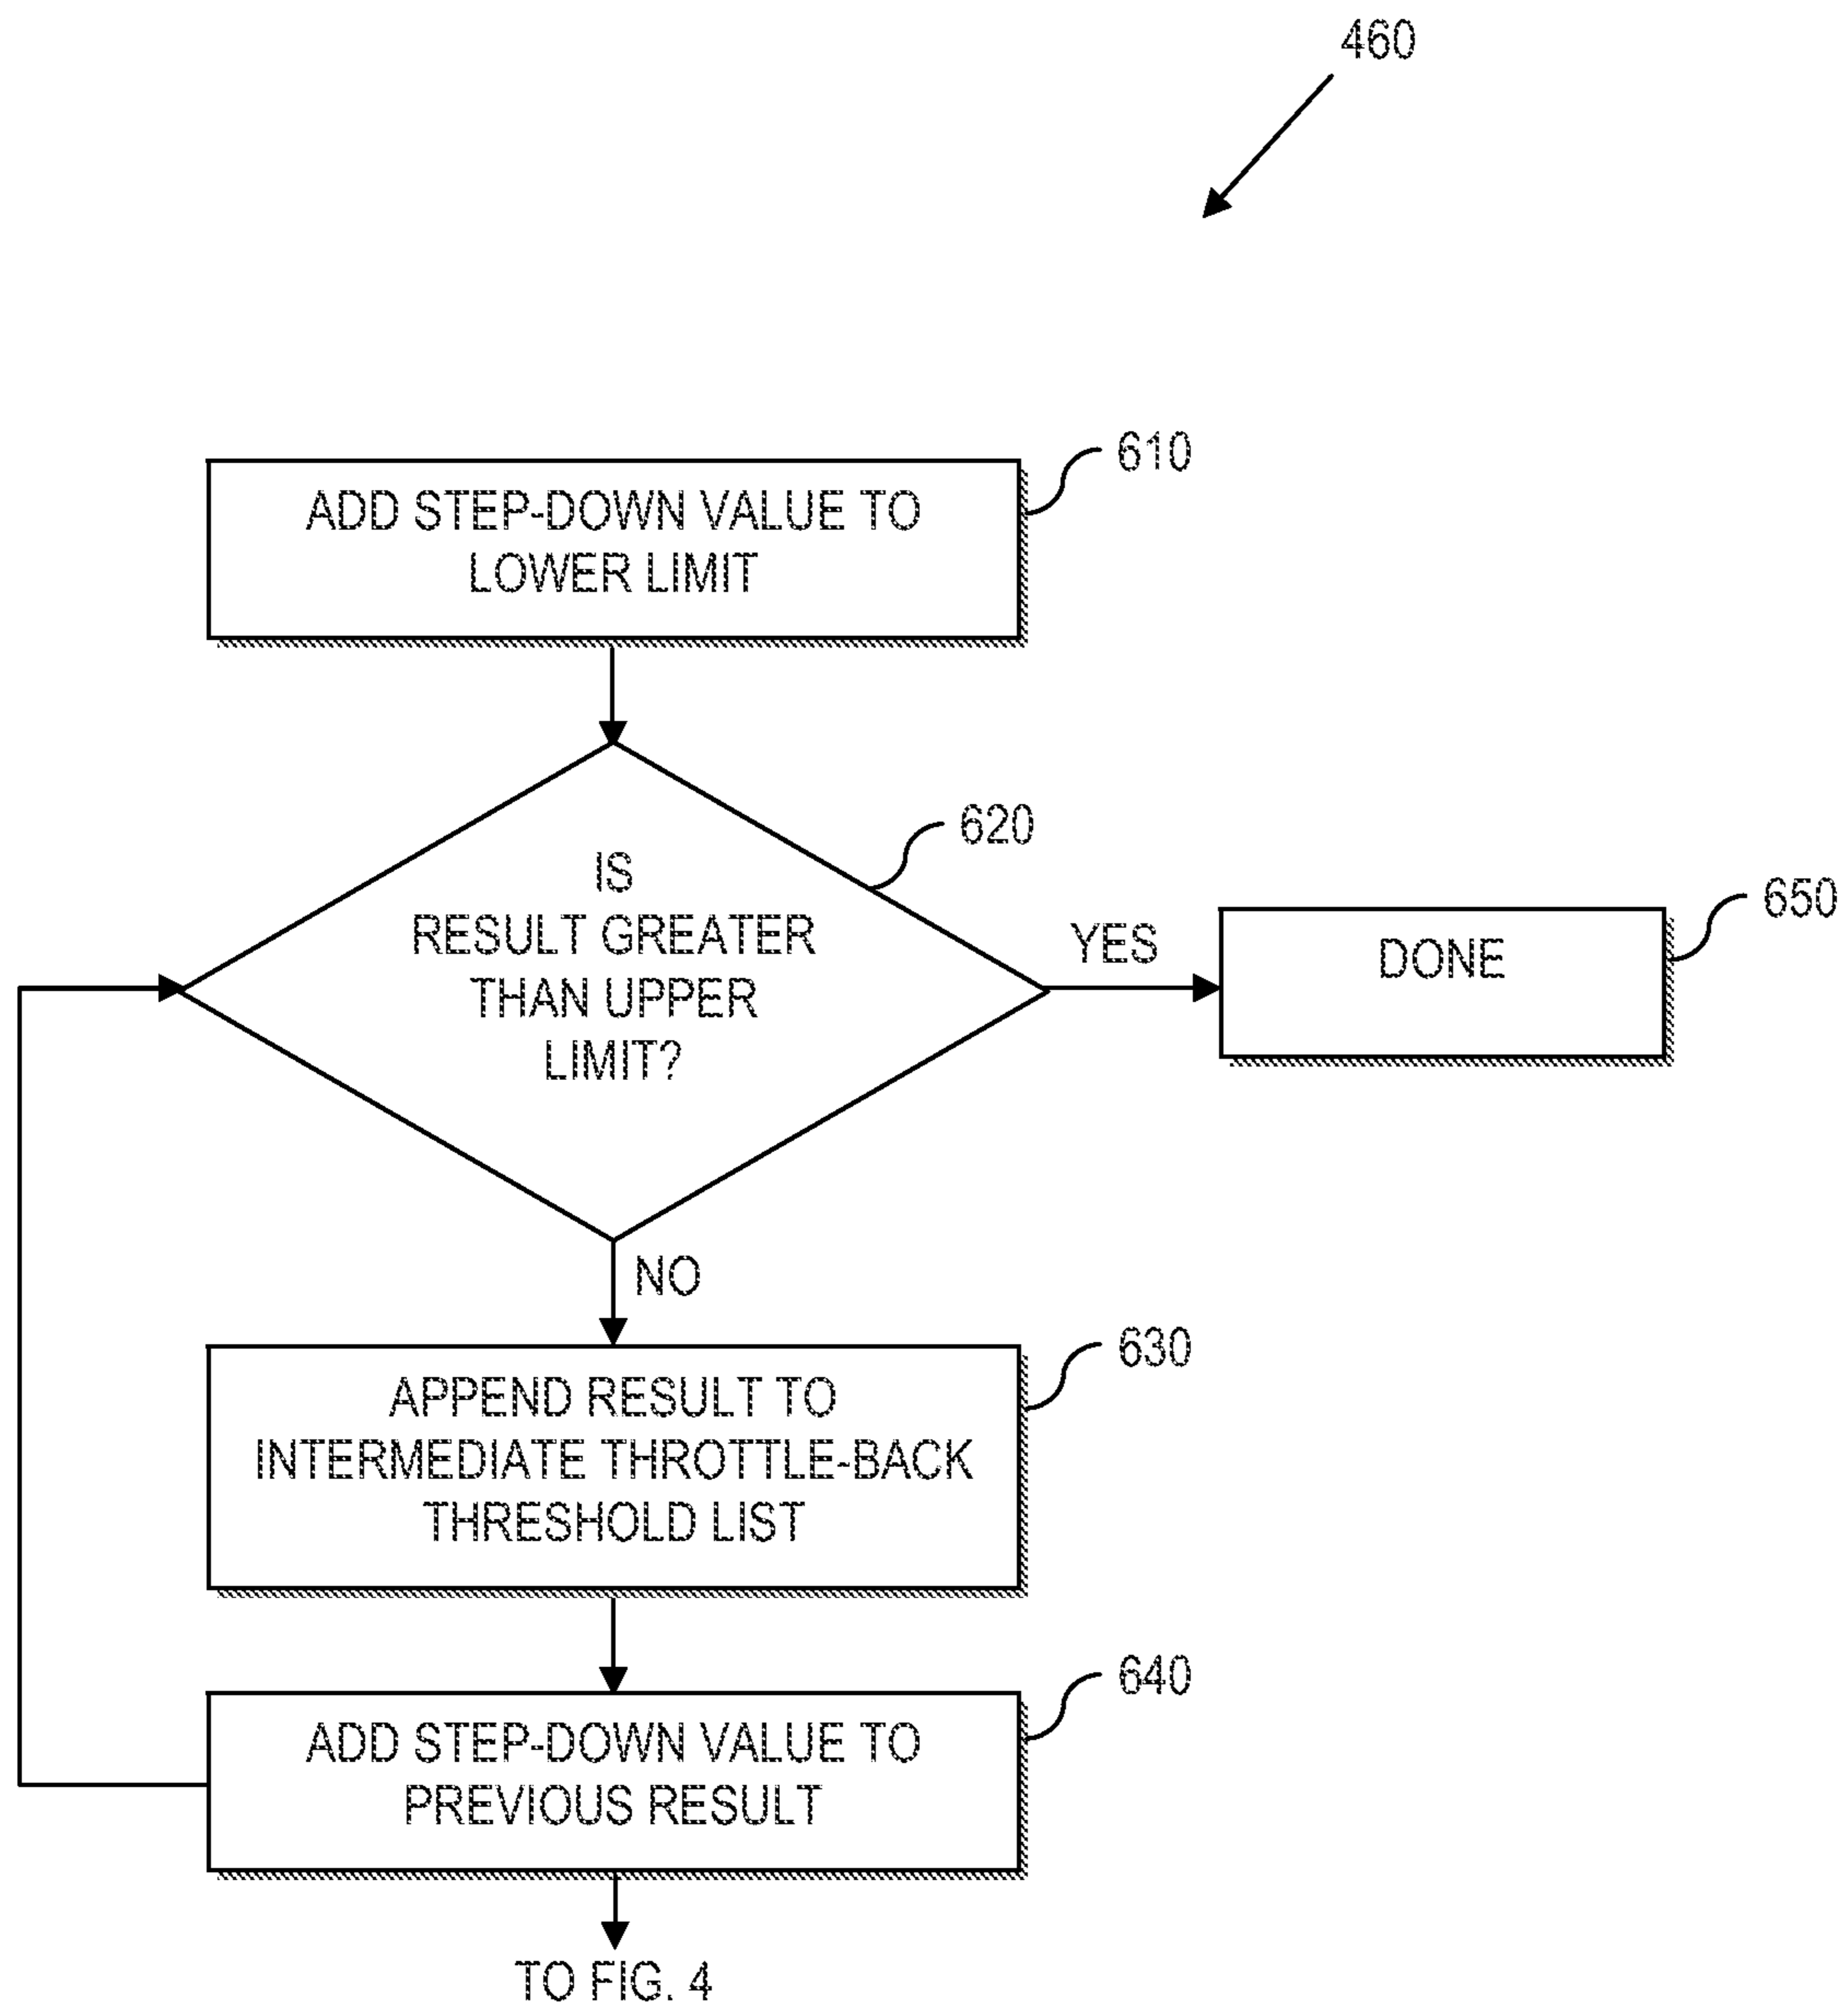 460
610
ADD STEP-DOWN VALUE TO
LOWER LIMIT
620
IS
RESULT GREATER
THAN UPPER
LIMIT?
YES
650
DONE
NO
630
APPEND RESULT TO
INTERMEDIATE THROTTLE-BACK
THRESHOLD LIST
640
ADD STEP-DOWN VALUE TO
PREVIOUS RESULT
TO FIG. 4